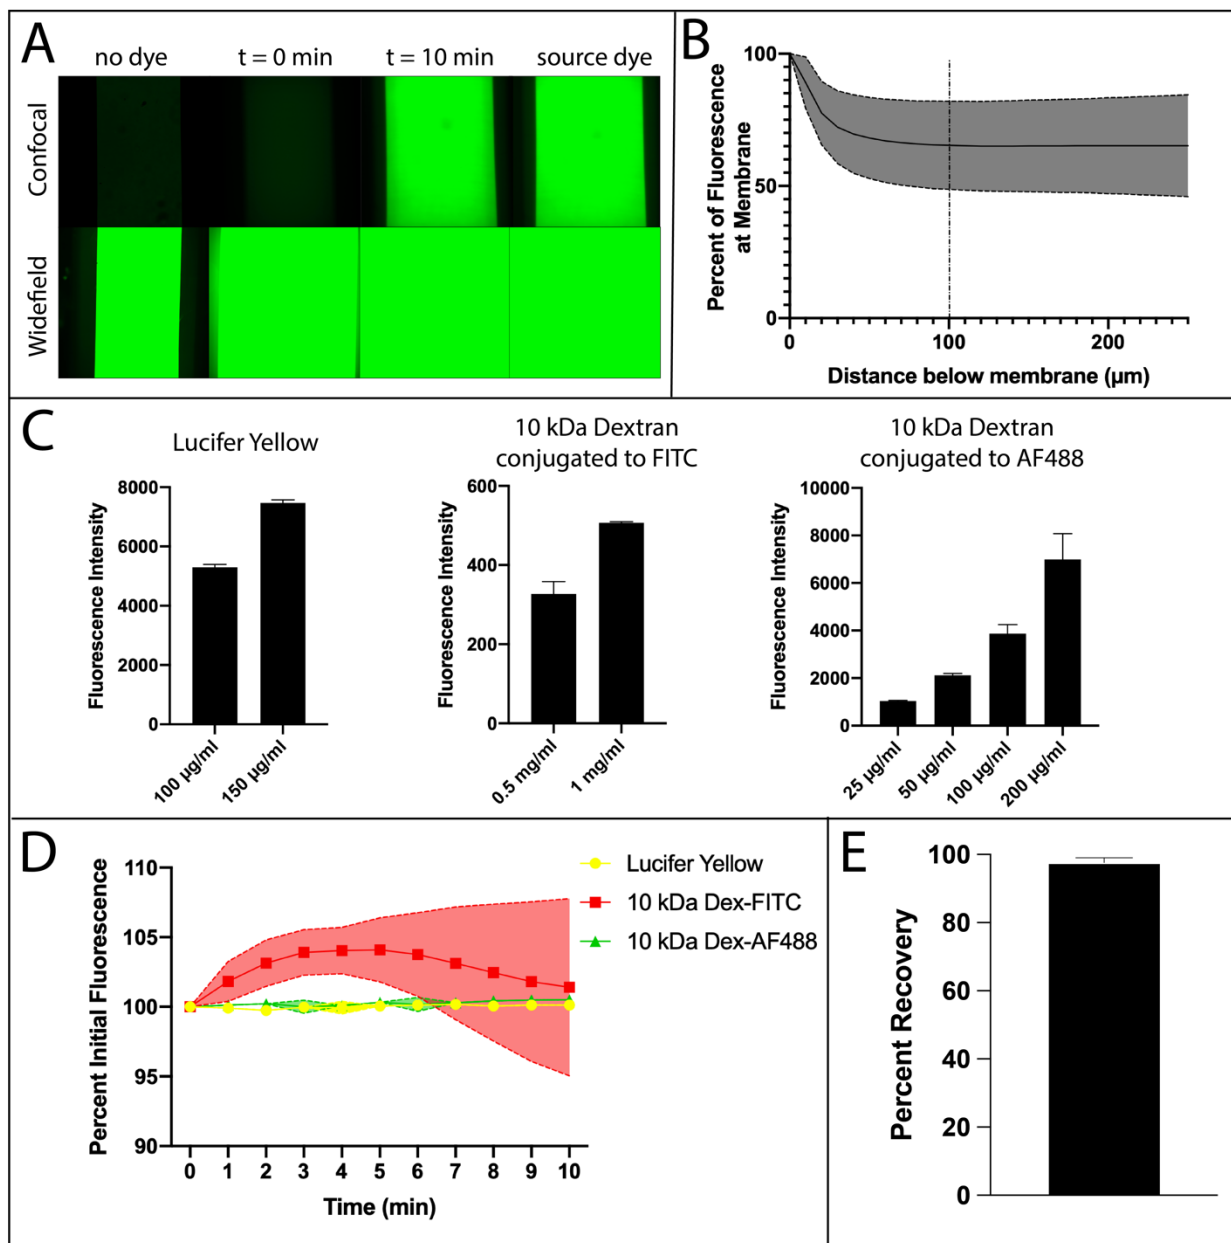 A
no dye
t = 0 min
t = 10 min
source dye
Confocal
Widefield
B
Percent of Fluorescence
at Membrane
100
50
0
0
100
200
Distance below membrane (µm)
C
Lucifer Yellow
Fluorescence Intensity
8000
6000
4000
2000
0
100 µg/ml
150 µg/ml
10 kDa Dextran
conjugated to FITC
Fluorescence Intensity
600
400
200
0
0.5 mg/ml
1 mg/ml
10 kDa Dextran
conjugated to AF488
Fluorescence Intensity
10000
8000
6000
4000
2000
0
25 µg/ml
50 µg/ml
100 µg/ml
200 µg/ml
D
Percent Initial Fluorescence
110
105
100
95
90
0 1 2 3 4 5 6 7 8 9 10
Time (min)
Lucifer Yellow
10 kDa Dex-FITC
10 kDa Dex-AF488
E
Percent Recovery
100
80
60
40
20
0